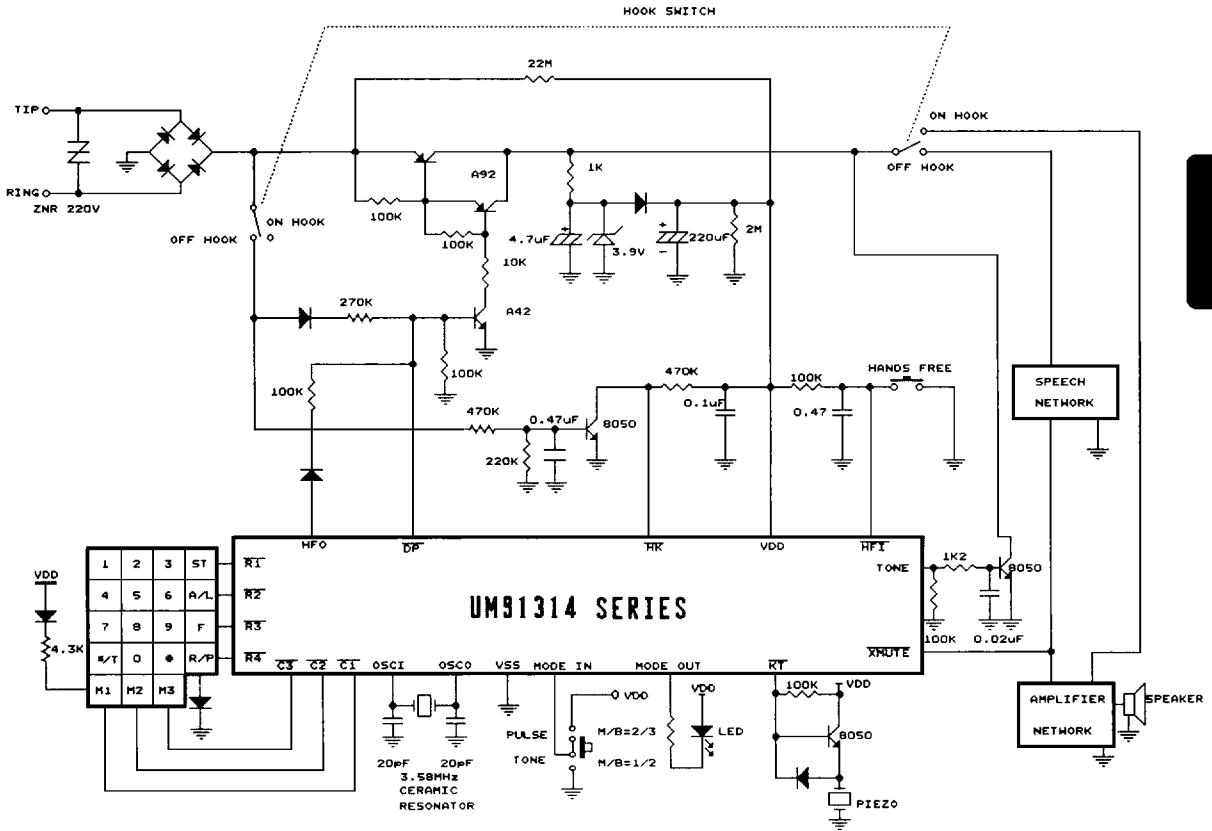 HOOK SWITCH
22M
TIP
ON HOOK
OFF HOOK
RING
ZNR 220V
A92
1K
100K
ON HOOK
OFF HOOK
100K
4.7uF
3.9V
220uF
2M
10K
270K
A42
100K
100K
470K
100K
HANDS FREE
SPEECH
NETWORK
0.1uF
0.47
470K
0.47uF
8050
220K
HFO
DP
HK
VDD
HFI
1 2 3 ST
R1
TONE
1K2
8050
VDD
4 5 6 A/L
R2
UM91314 SERIES
7 8 9 F
R3
100K
0.02uF
4.3K
*/T 0 # R/P
R4
XMUTE
C3 C2 C1 OSCI OSCO VSS MODE IN MODE OUT KT
M1 M2 M3
VDD
VDD
100K
VDD
AMPLIFIER
NETWORK
SPEAKER
PULSE
M/B=2/3
LED
8050
TONE
M/B=1/2
20pF
20pF
3.58MHz
CERAMIC
RESONATOR
PIEZO